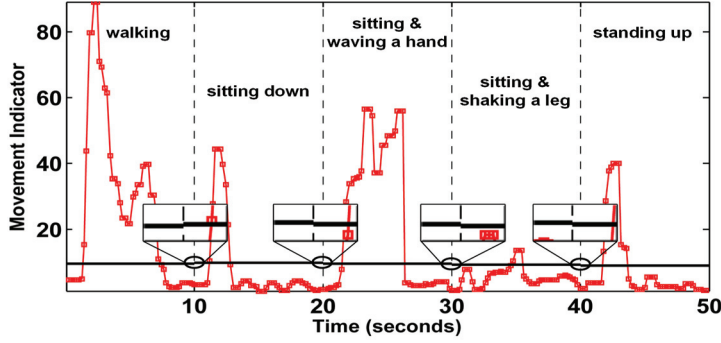 80
60
40
20
Movement Indicator
walking
sitting down
sitting &
waving a hand
sitting &
shaking a leg
standing up
10
20
30
40
50
Time (seconds)